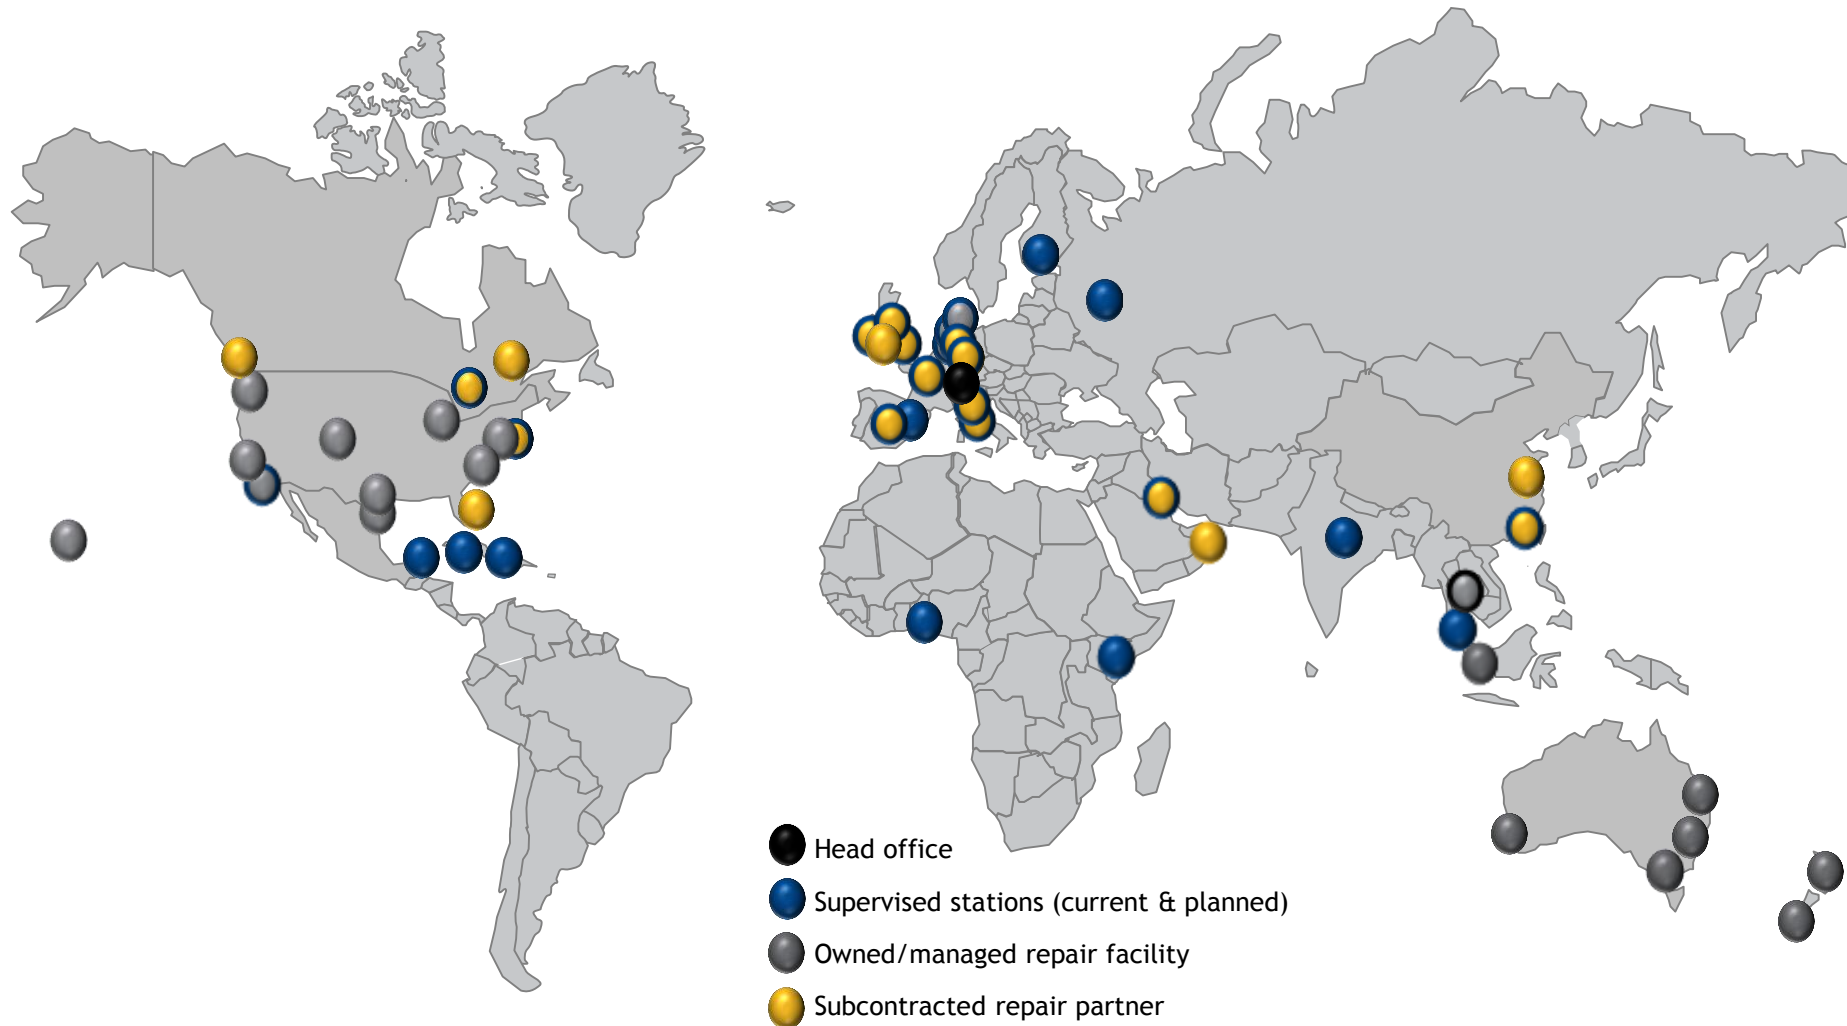 Head office
Supervised stations (current & planned)
Owned/managed repair facility
Subcontracted repair partner